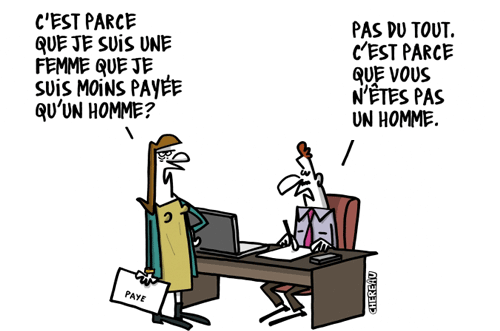 C'EST PARCE
QUE JE SUIS UNE
FEMME QUE JE
SUIS MOINS PAYÉE
QU'UN HOMME?
PAS DU TOUT.
C'EST PARCE
QUE VOUS
N'ÊTES PAS
UN HOMME.
PAYE
CHEREAU